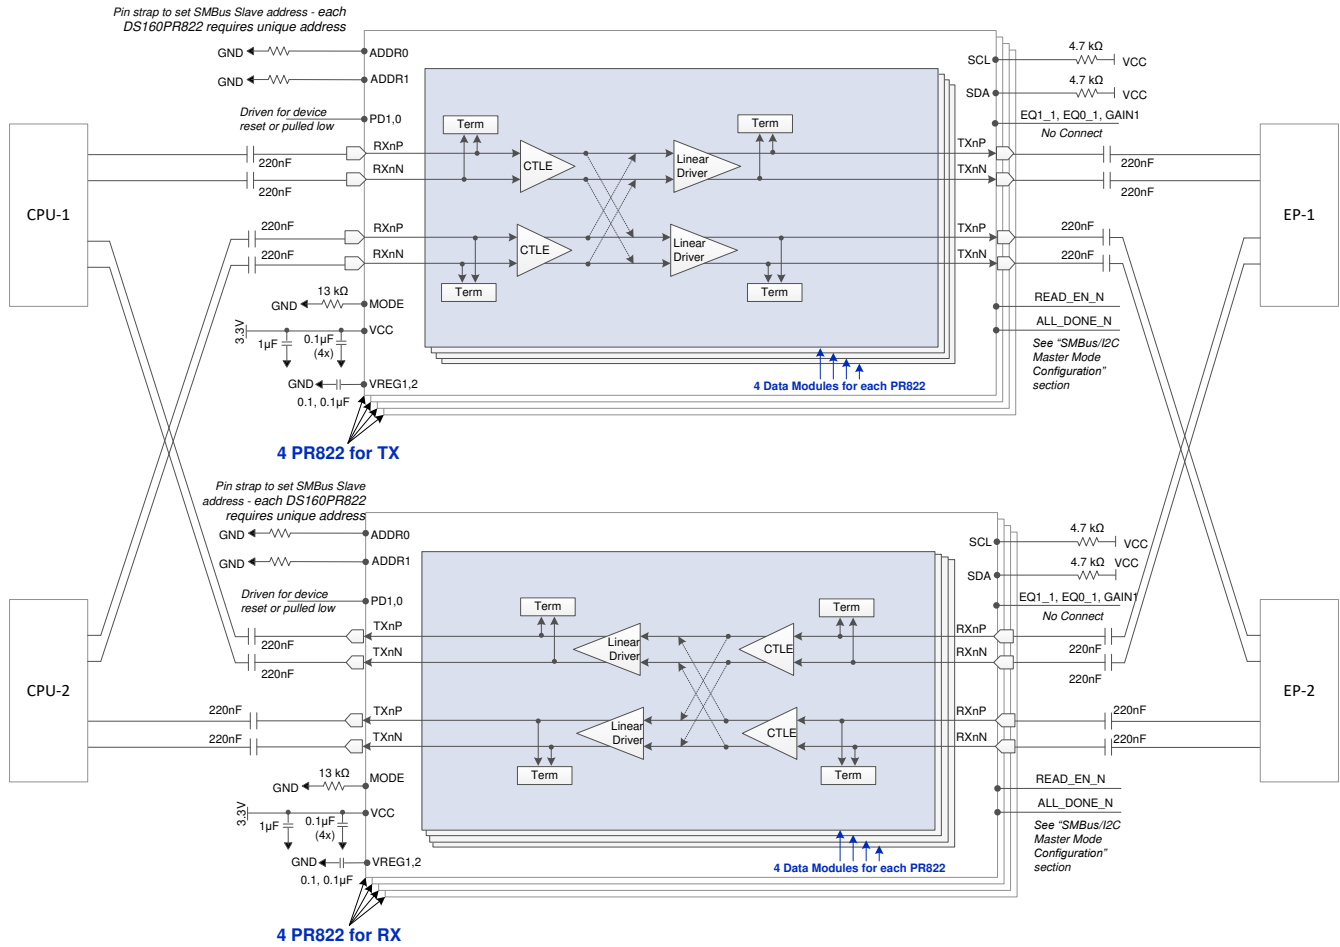 Pin strap to set SMBus Slave address - each
DS160PR822 requires unique address
GND
ADDR0
GND
ADDR1
Driven for device
reset or pulled low
PD1,0
SCL
4.7 kΩ
VCC
SDA
4.7 kΩ
VCC
EQ1_1, EQ0_1, GAIN1
No Connect
CPU-1
EP-1
220nF
RXnP
220nF
RXnN
Term
CTLE
Linear
Driver
Term
TXnP
220nF
TXnN
220nF
220nF
RXnP
220nF
RXnN
Term
CTLE
Linear
Driver
Term
TXnP
220nF
TXnN
220nF
13 kΩ
GND
MODE
3.3V
1µF
0.1µF
(4x)
VCC
GND
VREG1,2
0.1, 0.1µF
READ_EN_N
ALL_DONE_N
See "SMBus/I2C
Master Mode
Configuration"
section
4 Data Modules for each PR822
4 PR822 for TX
Pin strap to set SMBus Slave
address - each DS160PR822
requires unique address
GND
ADDR0
GND
ADDR1
Driven for device
reset or pulled low
PD1,0
SCL
4.7 kΩ
VCC
SDA
4.7 kΩ
VCC
EQ1_1, EQ0_1, GAIN1
No Connect
CPU-2
EP-2
220nF
TXnP
220nF
TXnN
Term
Linear
Driver
CTLE
Term
RXnP
220nF
RXnN
220nF
220nF
TXnP
220nF
TXnN
Term
Linear
Driver
CTLE
Term
RXnP
220nF
RXnN
220nF
13 kΩ
GND
MODE
3.3V
1µF
0.1µF
(4x)
VCC
GND
VREG1,2
0.1, 0.1µF
READ_EN_N
ALL_DONE_N
See "SMBus/I2C
Master Mode
Configuration"
section
4 Data Modules for each PR822
4 PR822 for RX